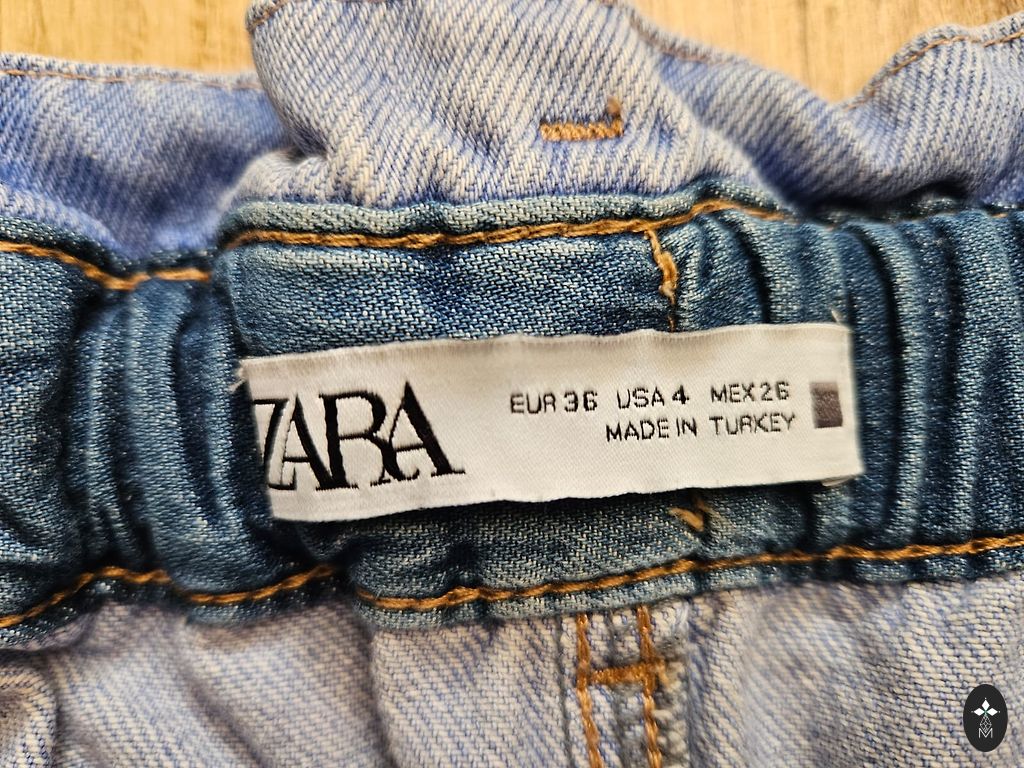 ZARA
EUR 36 USA 4 MEX 26
MADE IN TURKEY
M